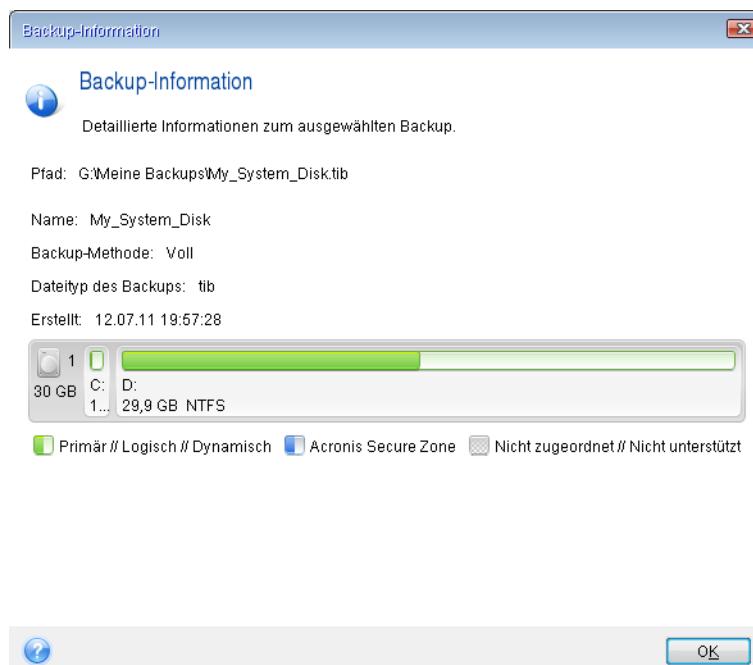 Backup-Information
Backup-Information
Detaillierte Informationen zum ausgewählten Backup.
Pfad: G:\Meine Backups\My_System_Disk.tib
Name: My_System_Disk
Backup-Methode: Voll
Dateityp des Backups: tib
Erstellt: 12.07.11 19:57:28
1
30 GB
C:
1...
D:
29,9 GB NTFS
Primär // Logisch // Dynamisch Acronis Secure Zone Nicht zugeordnet // Nicht unterstützt
OK